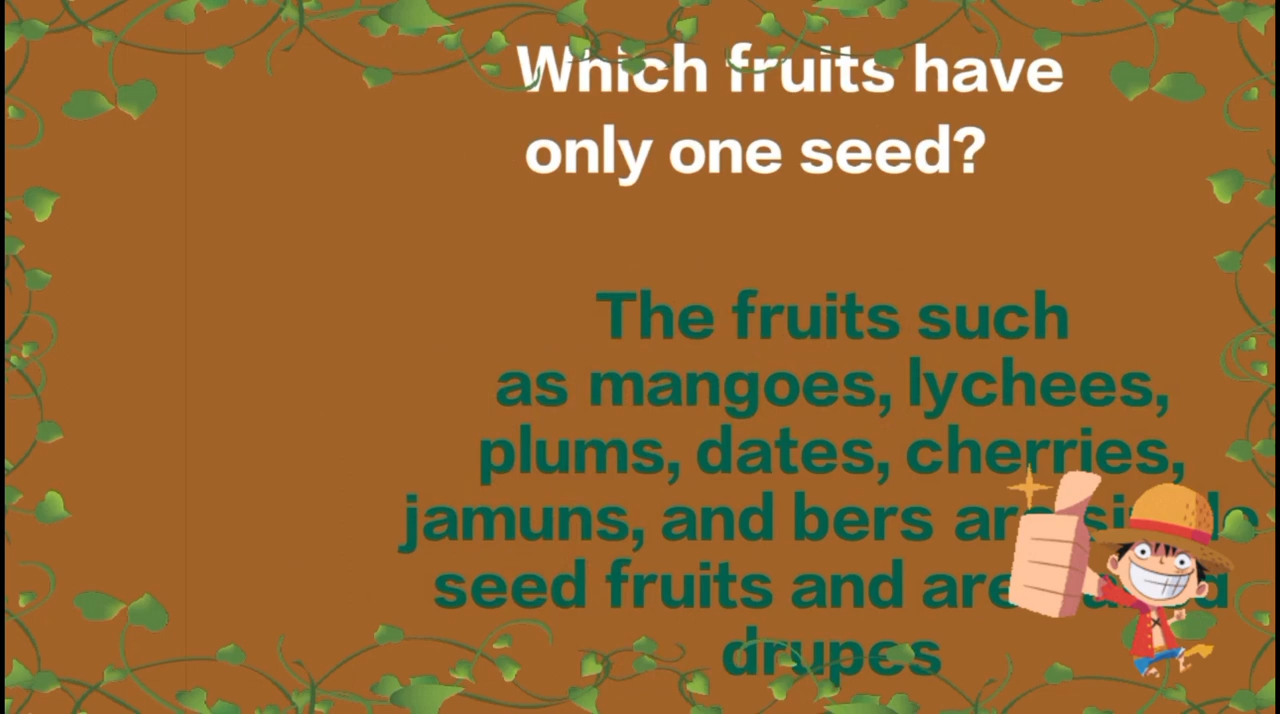 Which fruits have
only one seed?
The fruits such
as mangoes, lychees,
plums, dates, cherries,
jamuns, and bers are
seed fruits and are
drupes